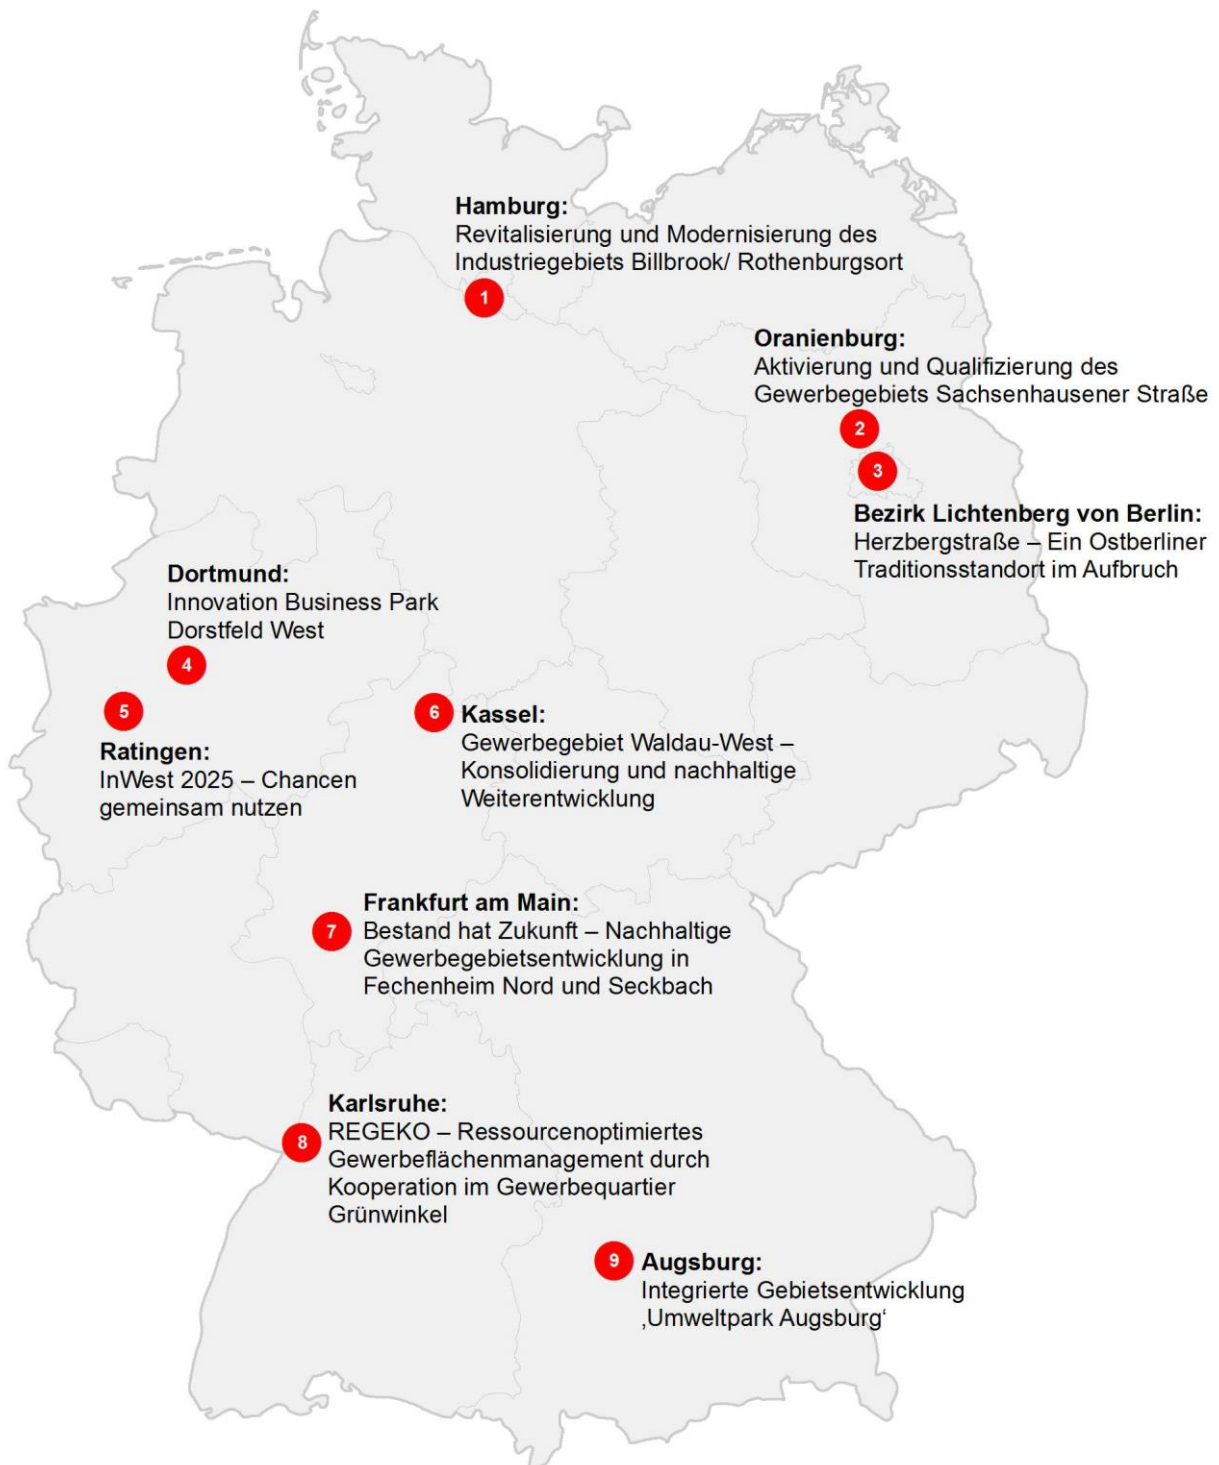 Hamburg:
Revitalisierung und Modernisierung des
Industriegebiets Billbrook/ Rothenburgsort
1
Oranienburg:
Aktivierung und Qualifizierung des
Gewerbegebiets Sachsenhausener Straße
2
3
Bezirk Lichtenberg von Berlin:
Herzbergstraße – Ein Ostberliner
Traditionsstandort im Aufbruch
Dortmund:
Innovation Business Park
Dorstfeld West
4
5
Ratingen:
InWest 2025 – Chancen
gemeinsam nutzen
6
Kassel:
Gewerbegebiet Waldau-West –
Konsolidierung und nachhaltige
Weiterentwicklung
Frankfurt am Main:
7
Bestand hat Zukunft – Nachhaltige
Gewerbegebietsentwicklung in
Fechenheim Nord und Seckbach
Karlsruhe:
8
REGEKO – Ressourcenoptimiertes
Gewerbeflächenmanagement durch
Kooperation im Gewerbequartier
Grünwinkel
9
Augsburg:
Integrierte Gebietsentwicklung
‚Umweltpark Augsburg‘